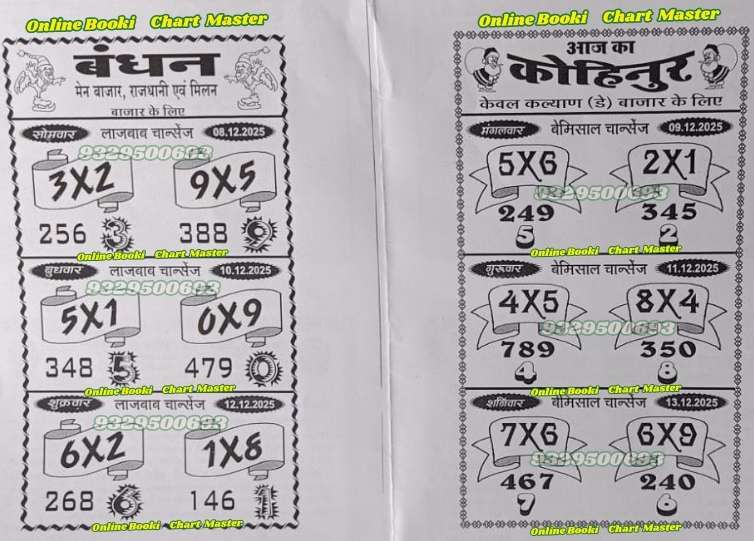 Online Booki Chart Master
बंधन
मेन बाजार, राजधानी एवं मिलन
बाजार के लिए
सोमवार लाजबाब चान्सेंज 08.12.2025
9329500693
3X2 9X5
256 3 388 9
Online Booki Chart Master
बुधवार लाजबाब चान्सेंज 10.12.2025
9329500693
5X1 0X9
348 5 479 0
Online Booki Chart Master
शुक्रवार लाजबाब चान्सेंज 12.12.2025
9329500693
6X2 1X8
268 6 146 1
Online Booki Chart Master
Online Booki Chart Master
आज का
कोहिनुर
केवल कल्याण (डे) बाजार के लिए
मंगलवार बेमिसाल चान्सेंज 09.12.2025
5X6 2X1
9329500693
249 345
5 2
Online Booki Chart Master
गुरूवार बेमिसाल चान्सेंज 11.12.2025
4X5 8X4
9329500693
789 350
4 8
Online Booki Chart Master
शनिवार बेमिसाल चान्सेंज 13.12.2025
7X6 6X9
9329500693
467 240
7 6
Online Booki Chart Master